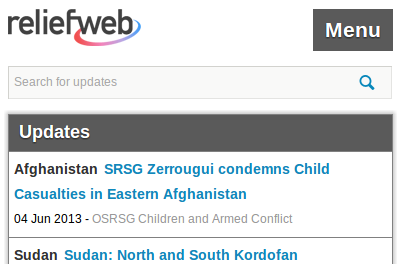 reliefweb
Menu
Search for updates
Updates
Afghanistan SRSG Zerrougui condemns Child
Casualties in Eastern Afghanistan
04 Jun 2013 - OSRSG Children and Armed Conflict
Sudan Sudan: North and South Kordofan